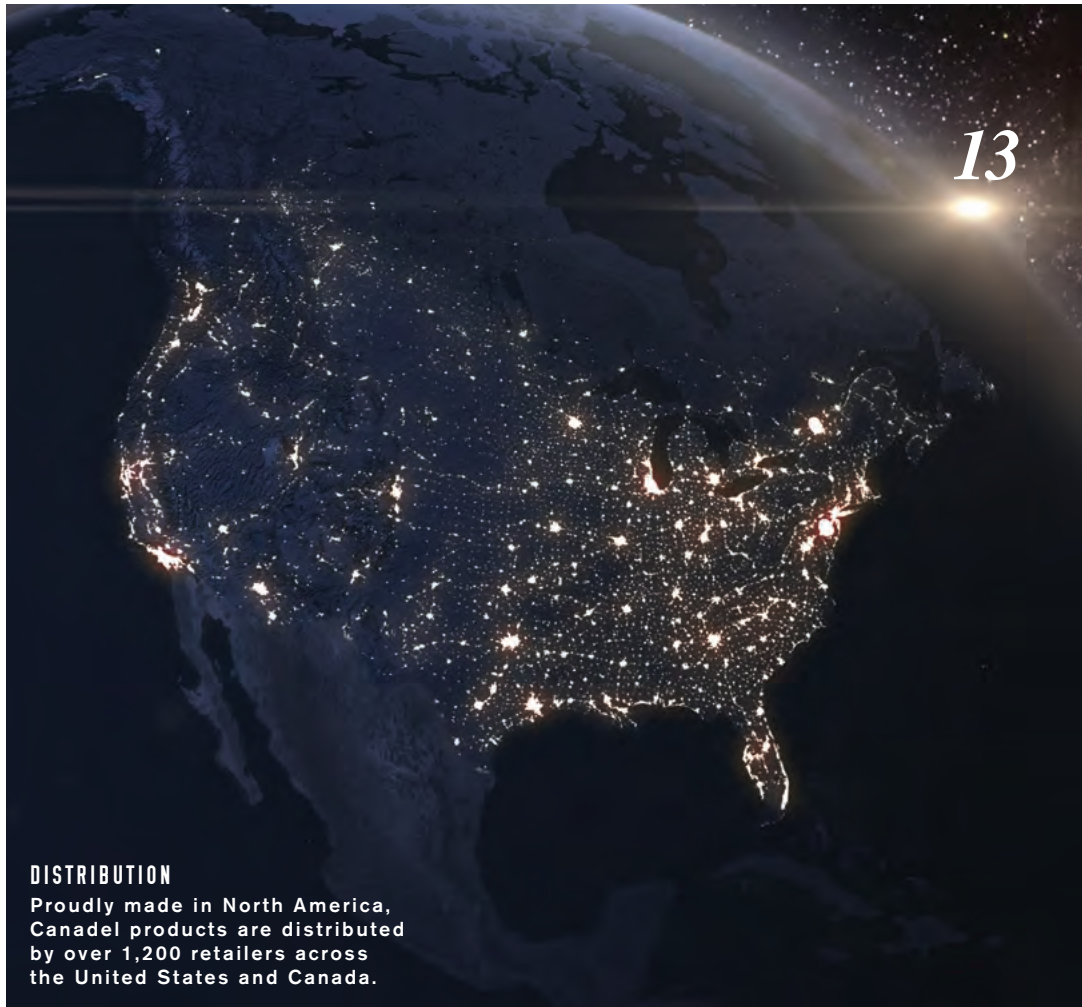 13
DISTRIBUTION
Proudly made in North America,
Canadel products are distributed
by over 1,200 retailers across
the United States and Canada.